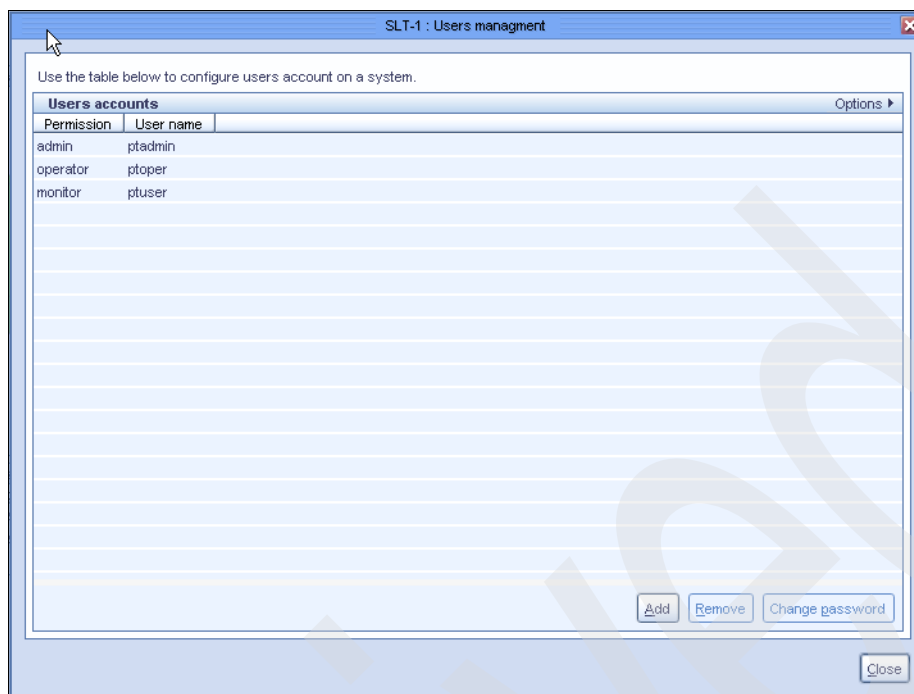 SLT-1 : Users managment
Use the table below to configure users account on a system.
Users accounts Options
Permission User name
admin ptadmin
operator ptoper
monitor ptuser
Add Remove Change password
Close